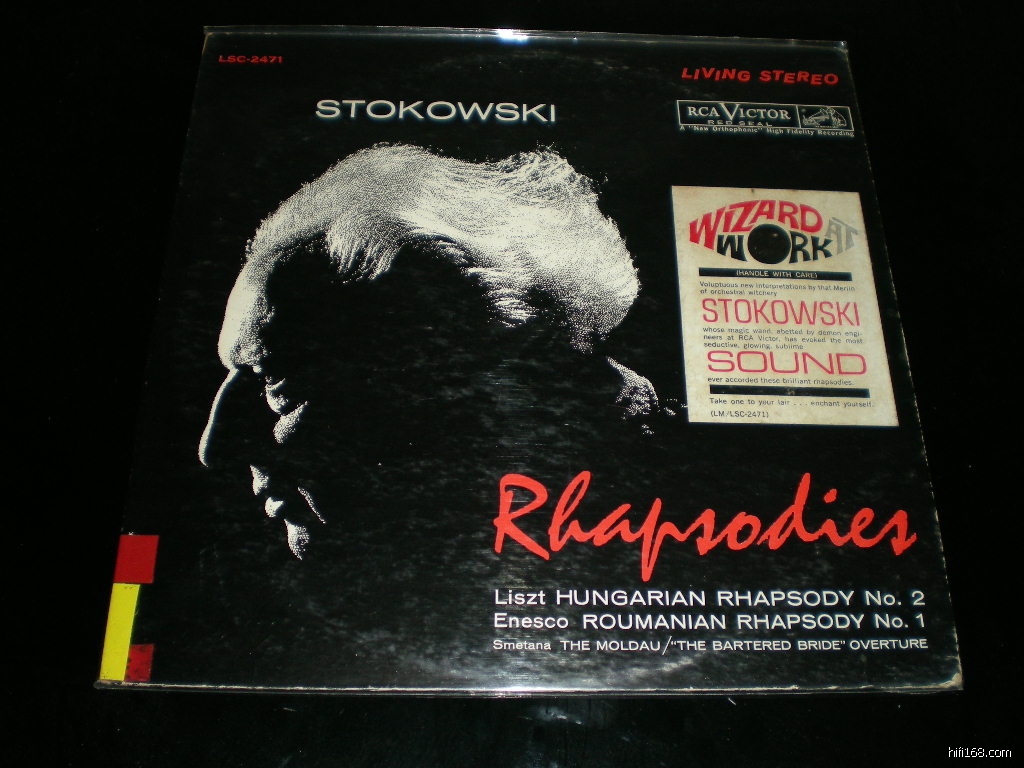 LSC-2471
LIVING STEREO
STOKOWSKI
RCA VICTOR
RED SEAL
A "New Orthophonic" High Fidelity Recording
WIZARD AT
WORK
(HANDLE WITH CARE)
Voluptuous new interpretations by that Merlin
of orchestral witchery
STOKOWSKI
whose magic wand, abetted by demon engi-
neers at RCA Victor, has evoked the most
seductive, glowing, sublime
SOUND
ever accorded these brilliant rhapsodies.
Take one to your lair . . . enchant yourself.
(LM/LSC-2471)
Rhapsodies
Liszt HUNGARIAN RHAPSODY No. 2
Enesco ROUMANIAN RHAPSODY No. 1
Smetana THE MOLDAU/"THE BARTERED BRIDE" OVERTURE
hifi168.com